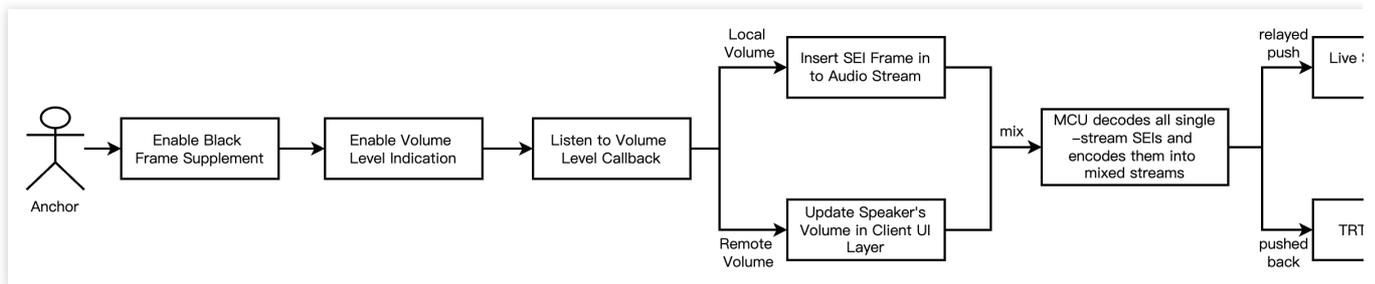 Anchor
Enable Black
Frame Supplement
Enable Volume
Level Indication
Listen to Volume
Level Callback
Local
Volume
Insert SEI Frame in
to Audio Stream
Remote
Volume
Update Speaker's
Volume in Client UI
Layer
mix
MCU decodes all single
-stream SEIs and
encodes them into
mixed streams
relayed
push
Live
pushed
back
TRT